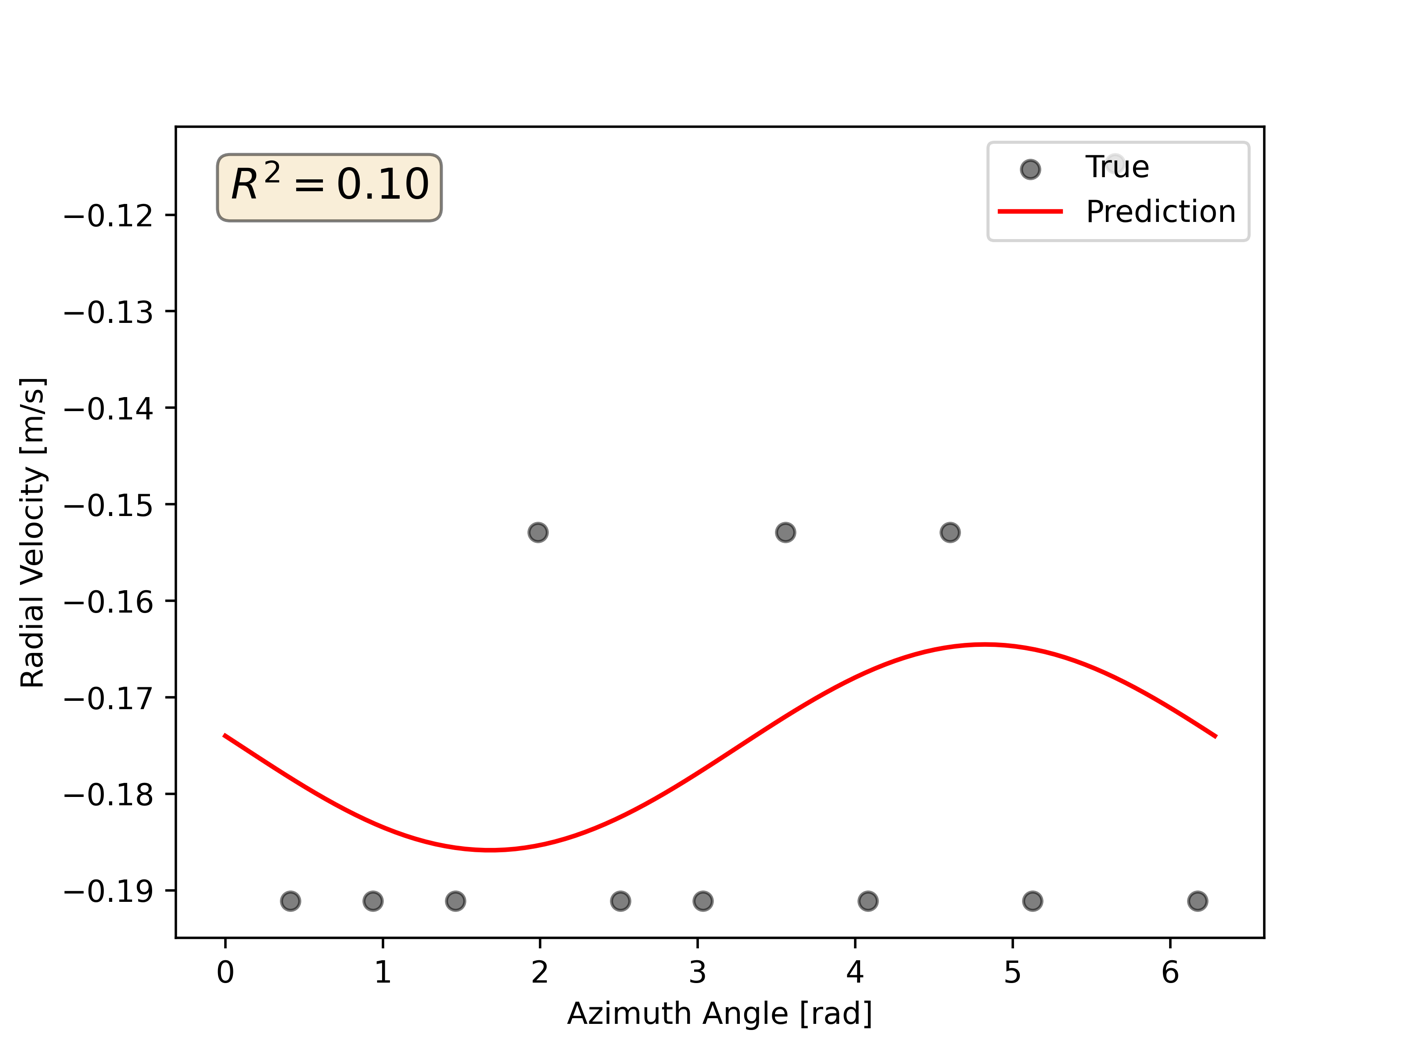 R² = 0.10
True
Prediction
−0.12
−0.13
−0.14
−0.15
−0.16
−0.17
−0.18
−0.19
Radial Velocity [m/s]
0 1 2 3 4 5 6
Azimuth Angle [rad]